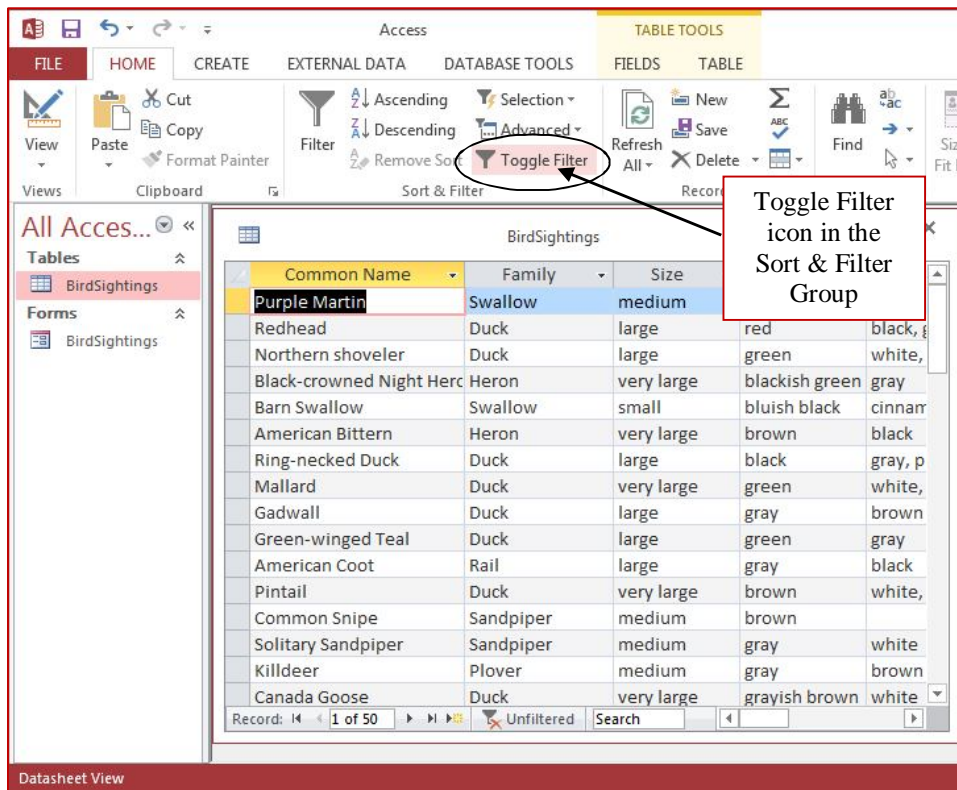 Access
TABLE TOOLS
FILE HOME CREATE EXTERNAL DATA DATABASE TOOLS FIELDS TABLE
View
Paste
Cut
Copy
Format Painter
Filter
Ascending
Descending
Remove Sort
Selection
Advanced
Toggle Filter
Refresh
All
New
Save
Delete
Find
Views Clipboard Sort & Filter
Toggle Filter
icon in the
Sort & Filter
Group
All Acces...
Tables
BirdSightings
Forms
BirdSightings
BirdSightings
Common Name Family Size
Purple Martin Swallow medium
Redhead Duck large red black,
Northern shoveler Duck large green white,
Black-crowned Night Herc Heron very large blackish green gray
Barn Swallow Swallow small bluish black cinnam
American Bittern Heron very large brown black
Ring-necked Duck Duck large black gray, p
Mallard Duck very large green white,
Gadwall Duck large gray brown
Green-winged Teal Duck large green gray
American Coot Rail large gray black
Pintail Duck very large brown white,
Common Snipe Sandpiper medium brown
Solitary Sandpiper Sandpiper medium gray white
Killdeer Plover medium gray brown
Canada Goose Duck very large grayish brown white
Record: 1 of 50 Unfiltered Search
Datasheet View